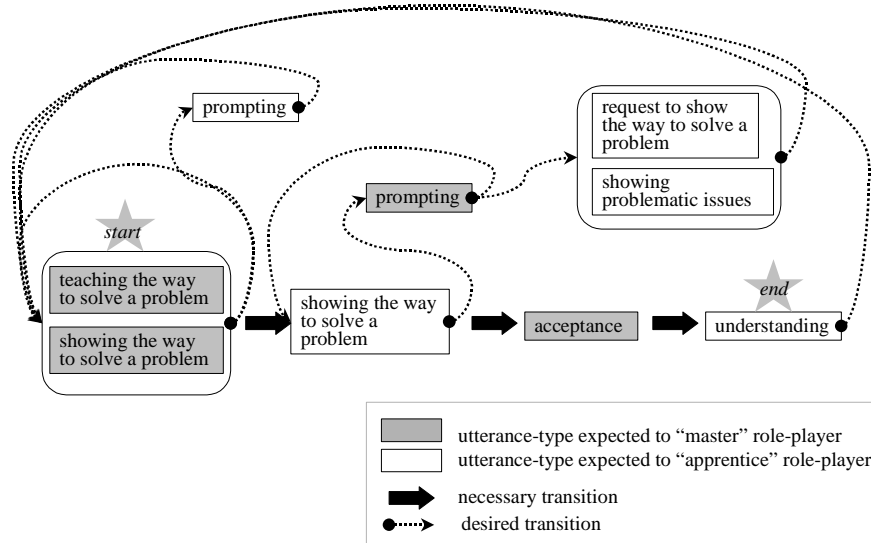 prompting
request to show
the way to solve a
problem
showing
problematic issues
prompting
start
teaching the way
to solve a problem
showing the way
to solve a problem
showing the way
to solve a
problem
acceptance
end
understanding
utterance-type expected to “master” role-player
utterance-type expected to “apprentice” role-player
necessary transition
desired transition